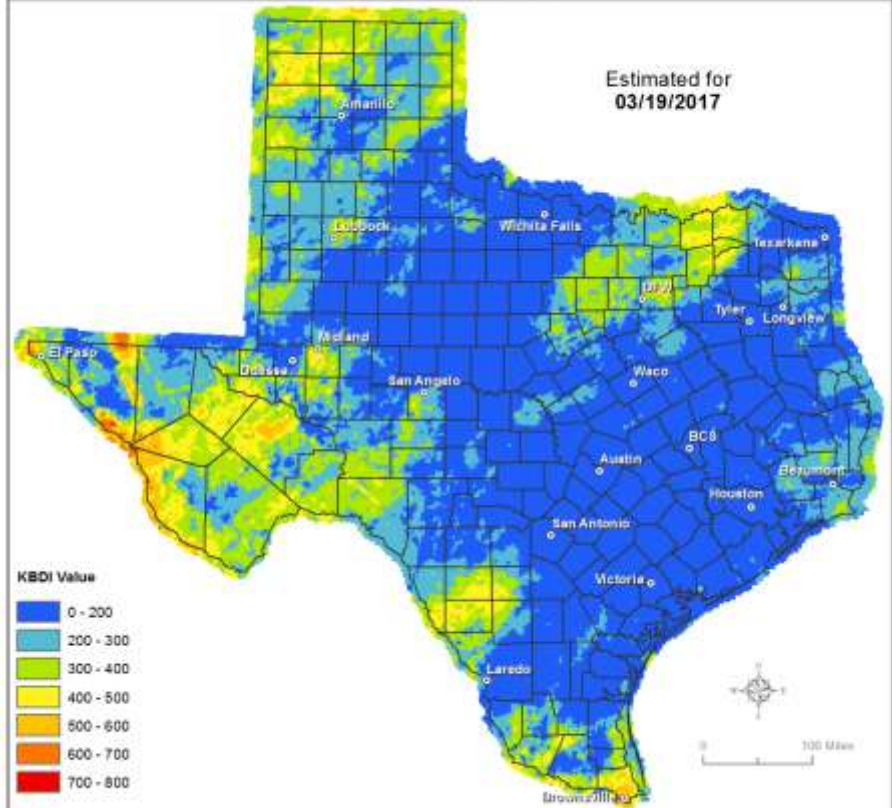 Estimated for
03/19/2017
Amarillo
Lubbock
Wichita Falls
Texarkana
DFW
Tyler
Longview
El Paso
Midland
Odessa
San Angelo
Waco
BCS
Austin
Beaumont
Houston
San Antonio
Victoria
Laredo
Brownsville
KBDI Value
0 - 200
200 - 300
300 - 400
400 - 500
500 - 600
600 - 700
700 - 800
0 100 Miles